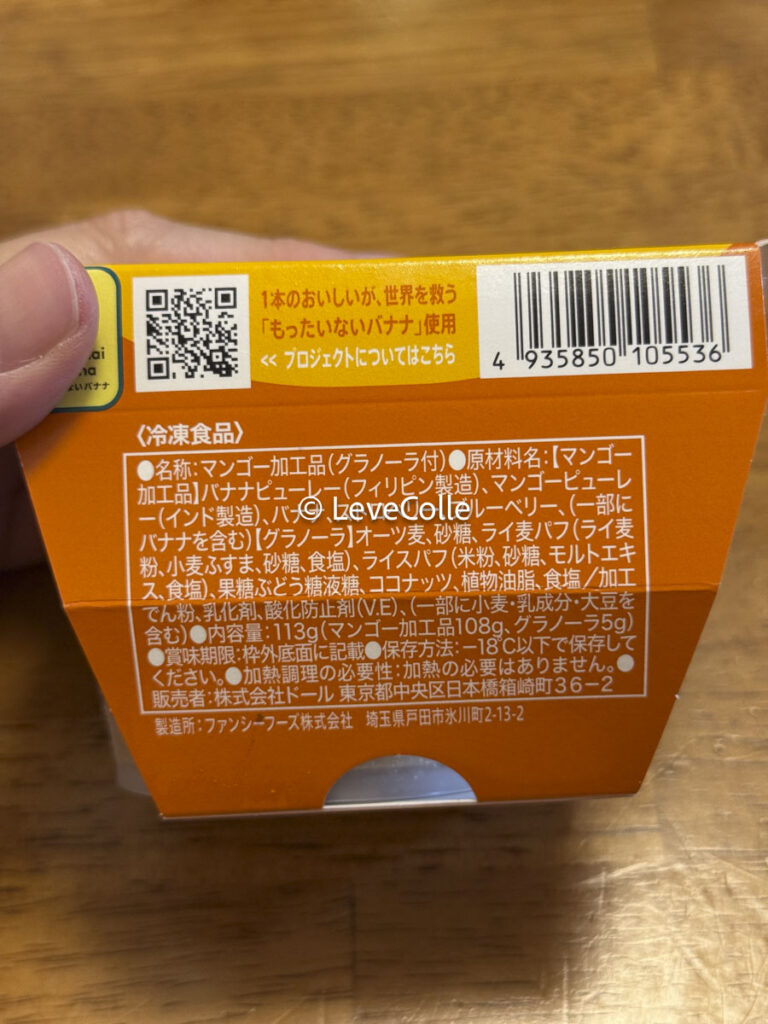 1本のおいしいが、世界を救う
「もったいないバナナ」使用
<< プロジェクトについてはこちら
4 935850 105536
ai
na
いバナナ
〈冷凍食品〉
●名称:マンゴー加工品(グラノーラ付)●原材料名:【マンゴー
加工品】バナナピューレー(フィリピン製造)、マンゴーピューレ
ー(インド製造)、バナナ、ブルーベリー、(一部に
バナナを含む)【グラノーラ】オーツ麦、砂糖、ライ麦パフ(ライ麦
粉、小麦ふすま、砂糖、食塩)、ライスパフ(米粉、砂糖、モルトエキ
ス、食塩)、果糖ぶどう糖液糖、ココナッツ、植物油脂、食塩/加工
でん粉、乳化剤、酸化防止剤(V.E)、(一部に小麦・乳成分・大豆を
含む)●内容量:113g(マンゴー加工品108g、グラノーラ5g)
●賞味期限:枠外底面に記載●保存方法:-18℃以下で保存して
ください。●加熱調理の必要性:加熱の必要はありません。●
販売者:株式会社ドール 東京都中央区日本橋箱崎町36-2
製造所:ファンシーフーズ株式会社 埼玉県戸田市氷川町2-13-2
© LeveColle